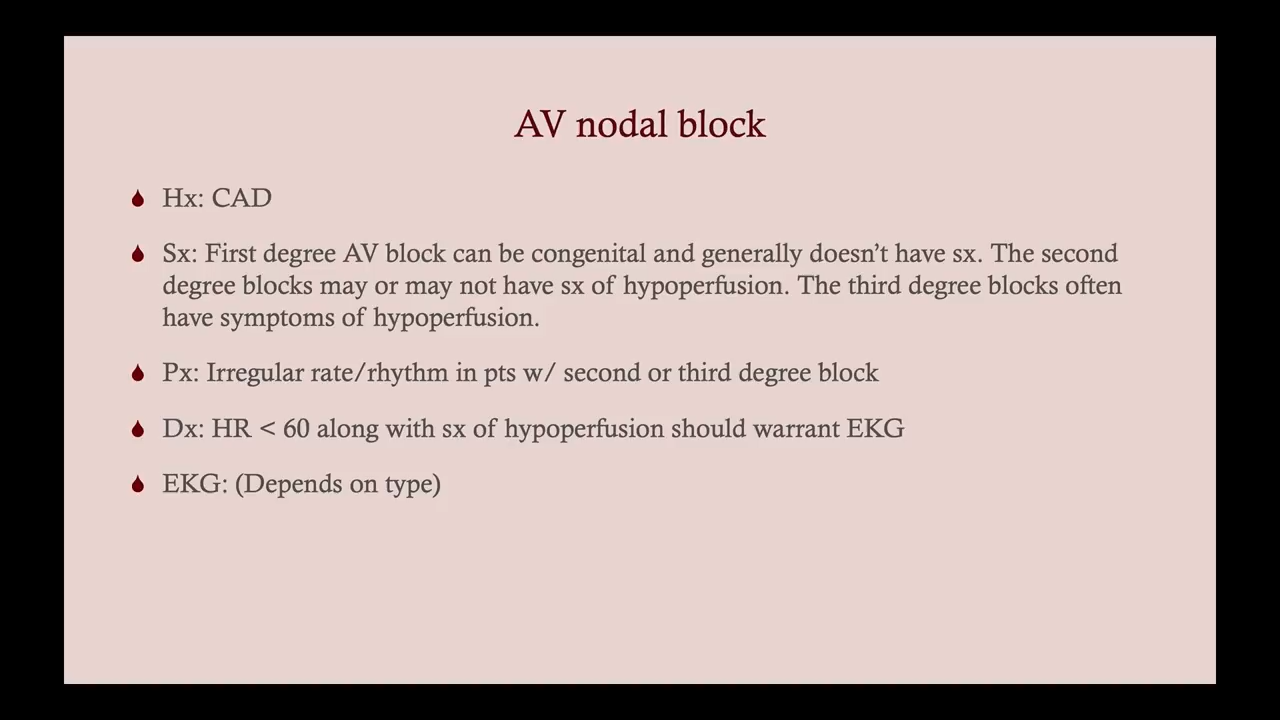 AV nodal block
Hx: CAD
Sx: First degree AV block can be congenital and generally doesn’t have sx. The second
degree blocks may or may not have sx of hypoperfusion. The third degree blocks often
have symptoms of hypoperfusion.
Px: Irregular rate/rhythm in pts w/ second or third degree block
Dx: HR < 60 along with sx of hypoperfusion should warrant EKG
EKG: (Depends on type)